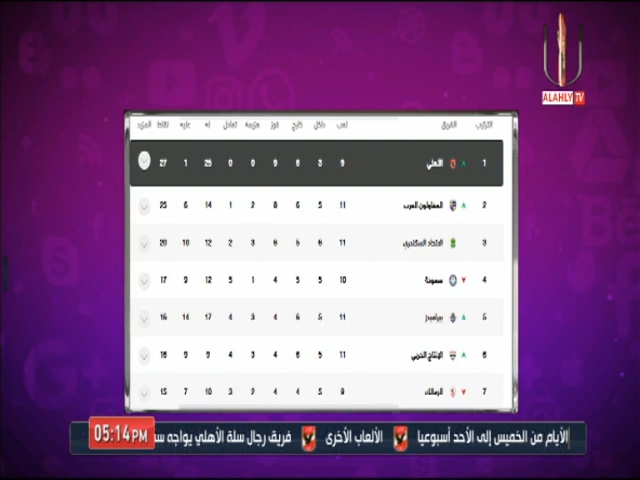 ALAHLY TV
الترتيب الفريق لعب داخل خارج فوز هزيمة تعادل له عليه نقاط المزيد
1 الأهلي 9 3 6 9 0 0 25 1 27
2 المقاولون العرب 11 5 6 8 2 1 14 6 25
3 الاتحاد السكندري 11 6 5 6 3 2 12 10 20
4 سموحة 10 5 5 4 1 5 12 9 17
5 بيراميدز 11 5 6 4 3 4 17 14 16
6 الإنتاج الحربي 11 5 6 4 3 4 9 9 16
7 الزمالك 9 5 4 4 2 3 10 7 15
الأيام من الخميس إلى الأحد أسبوعيا الألعاب الأخرى فريق رجال سلة الأهلي يواجه سـ
05:14 PM